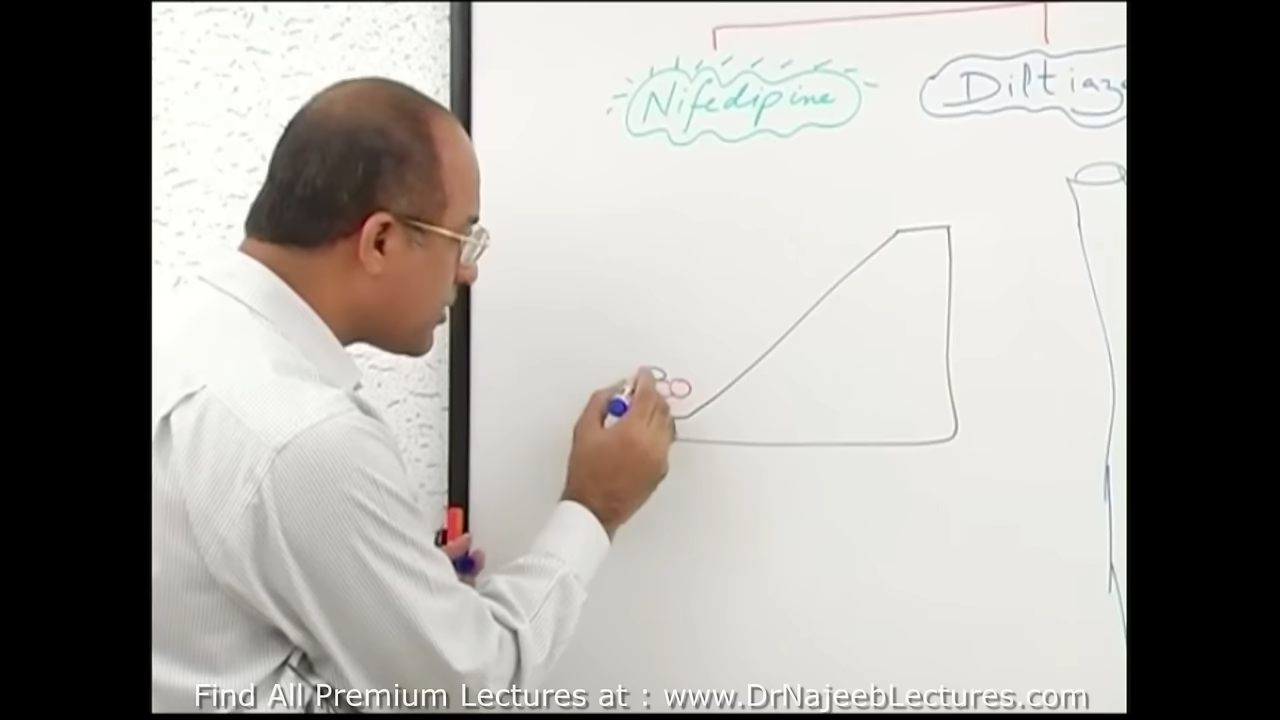 Nifedipine
Diltiaz
Find All Premium Lectures at : www.DrNajeebLectures.com